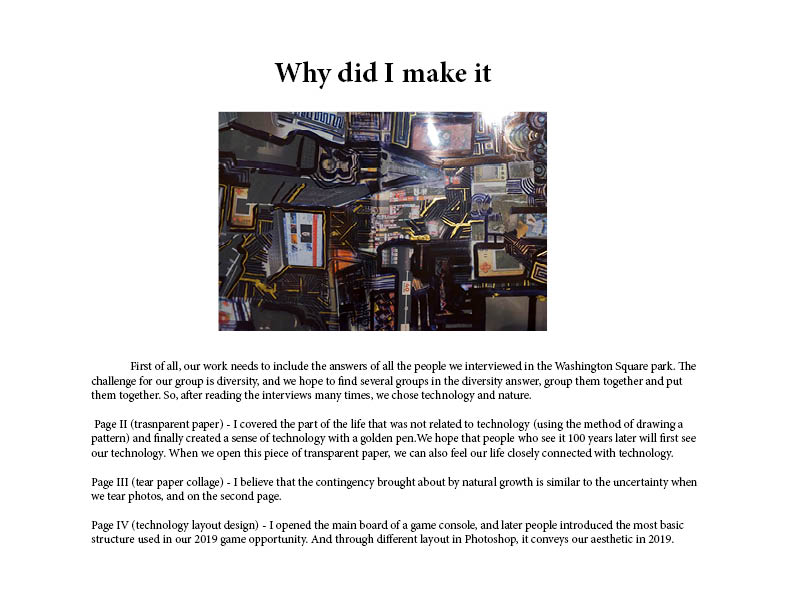 Why did I make it
First of all, our work needs to include the answers of all the people we interviewed in the Washington Square park. The
challenge for our group is diversity, and we hope to find several groups in the diversity answer, group them together and put
them together. So, after reading the interviews many times, we chose technology and nature.
Page II (trasnparent paper) - I covered the part of the life that was not related to technology (using the method of drawing a
pattern) and finally created a sense of technology with a golden pen.We hope that people who see it 100 years later will first see
our technology. When we open this piece of transparent paper, we can also feel our life closely connected with technology.
Page III (tear paper collage) - I believe that the contingency brought about by natural growth is similar to the uncertainty when
we tear photos, and on the second page.
Page IV (technology layout design) - I opened the main board of a game console, and later people introduced the most basic
structure used in our 2019 game opportunity. And through different layout in Photoshop, it conveys our aesthetic in 2019.